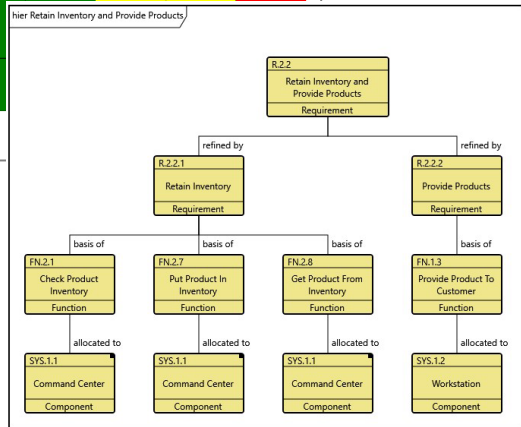 hier Retain Inventory and Provide Products
R.2.2
Retain Inventory and
Provide Products
Requirement
refined by
refined by
R.2.2.1
Retain Inventory
Requirement
R.2.2.2
Provide Products
Requirement
basis of
basis of
basis of
basis of
FN.2.1
Check Product
Inventory
Function
FN.2.7
Put Product In
Inventory
Function
FN.2.8
Get Product From
Inventory
Function
FN.1.3
Provide Product To
Customer
Function
allocated to
allocated to
allocated to
allocated to
SYS.1.1
Command Center
Component
SYS.1.1
Command Center
Component
SYS.1.1
Command Center
Component
SYS.1.2
Workstation
Component